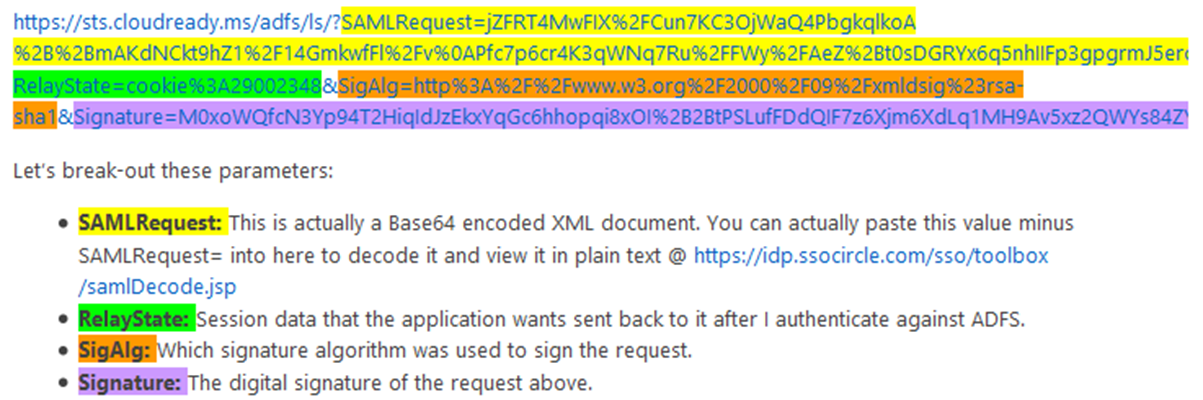 https://sts.cloudready.ms/adfs/ls/?SAMLRequest=jZFRT4MwFIX%2FCun7KC3OjWaQ4PbgkqlkoA
%2B%2BmAKdNCkt9hZ1%2F14GmkwfFl%2Fv%0APfc7p6cr4K3qWNq7Ru%2FFWy%2FAeZ%2Bt0sDGRYx6q5nhIIFp3gpgrmJ5erc
RelayState=cookie%3A29002348&SigAlg=http%3A%2F%2Fwww.w3.org%2F2000%2F09%2Fxmldsig%23rsa-
sha1&Signature=M0xoWQfcN3Yp94T2HiqIdJzEkxYqGc6hhopqi8xOI%2B2BtPSLufFDdQIF7z6Xjm6XdLq1MH9Av5xz2QWYs84ZY
Let's break-out these parameters:
• SAMLRequest: This is actually a Base64 encoded XML document. You can actually paste this value minus
SAMLRequest= into here to decode it and view it in plain text @ https://idp.ssocircle.com/sso/toolbox
/samlDecode.jsp
• RelayState: Session data that the application wants sent back to it after I authenticate against ADFS.
• SigAlg: Which signature algorithm was used to sign the request.
• Signature: The digital signature of the request above.